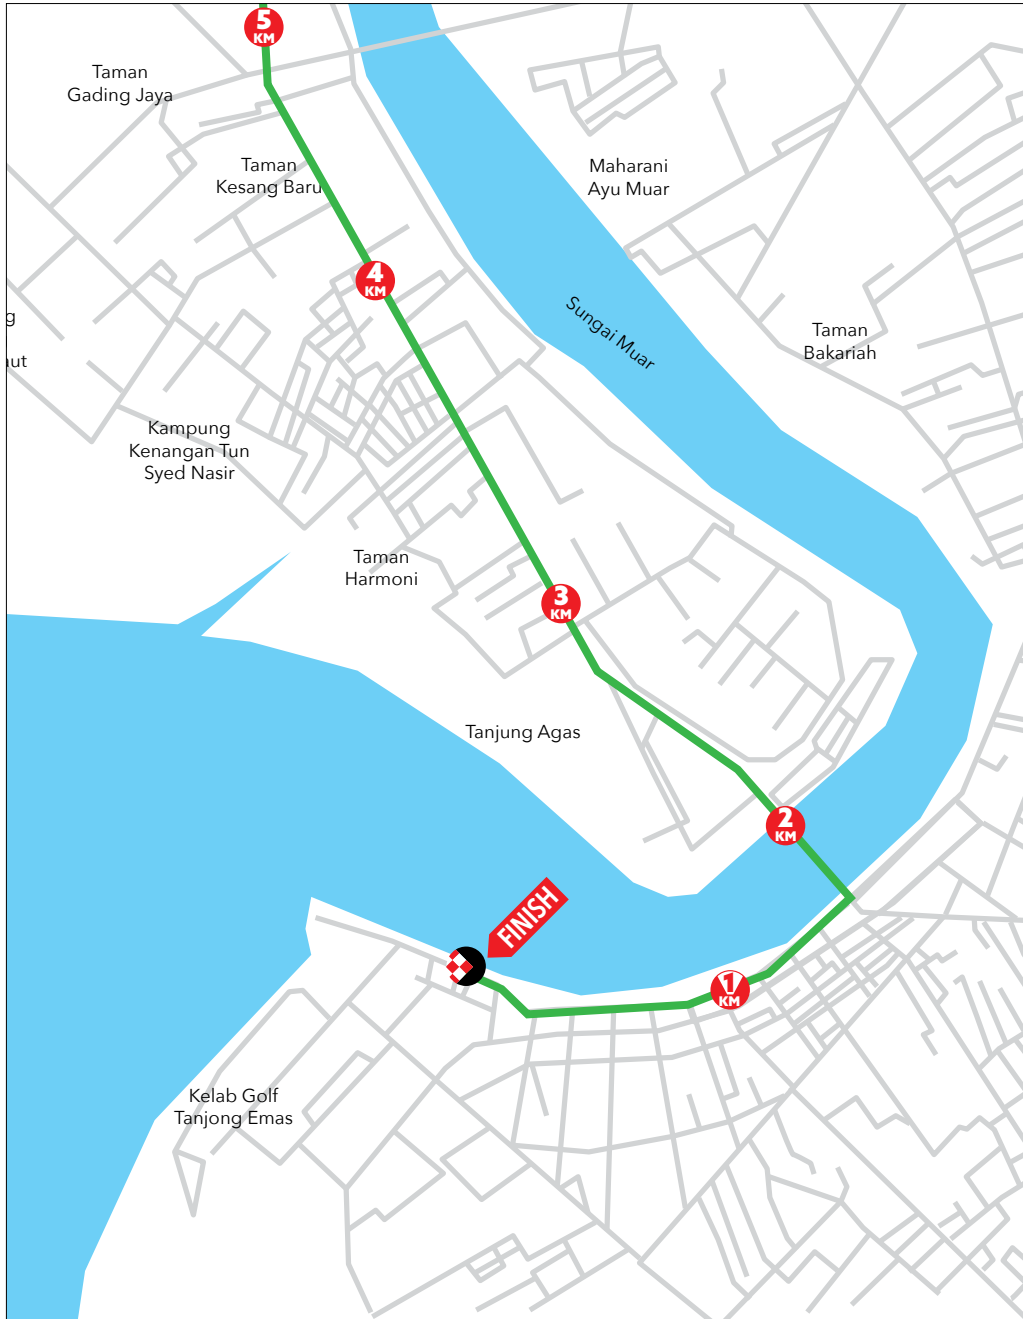 5
KM
Taman
Gading Jaya
Taman
Kesang Baru
Maharani
Ayu Muar
4
KM
g
aut
Sungai Muar
Taman
Bakariah
Kampung
Kenangan Tun
Syed Nasir
Taman
Harmoni
3
KM
Tanjung Agas
2
KM
FINISH
1
KM
Kelab Golf
Tanjong Emas